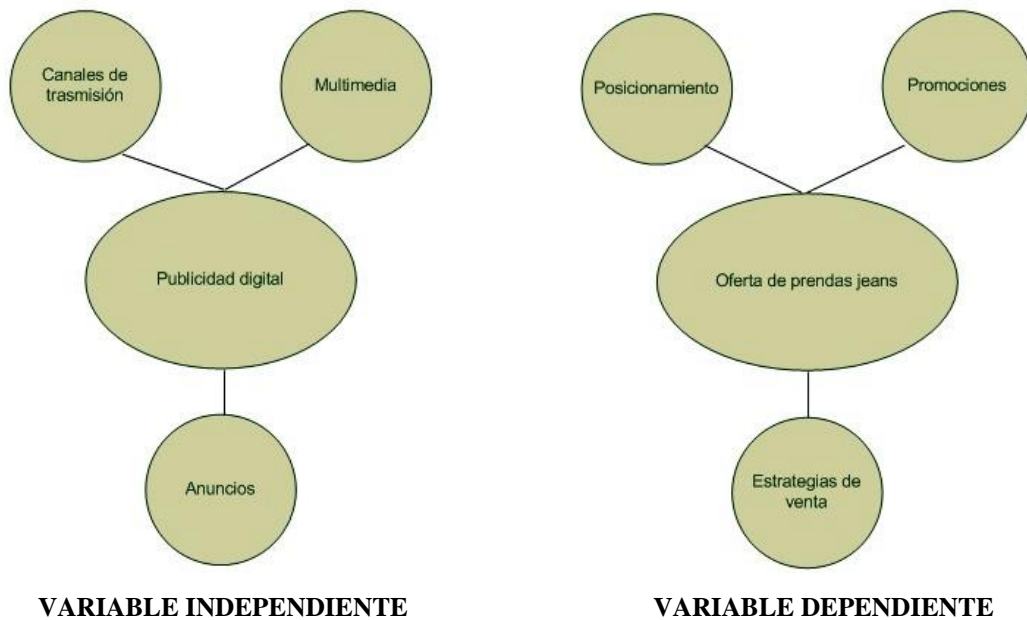 Canales de
trasmisión
Multimedia
Publicidad digital
Anuncios
VARIABLE INDEPENDIENTE
Posicionamiento
Promociones
Oferta de prendas jeans
Estrategias de
venta
VARIABLE DEPENDIENTE